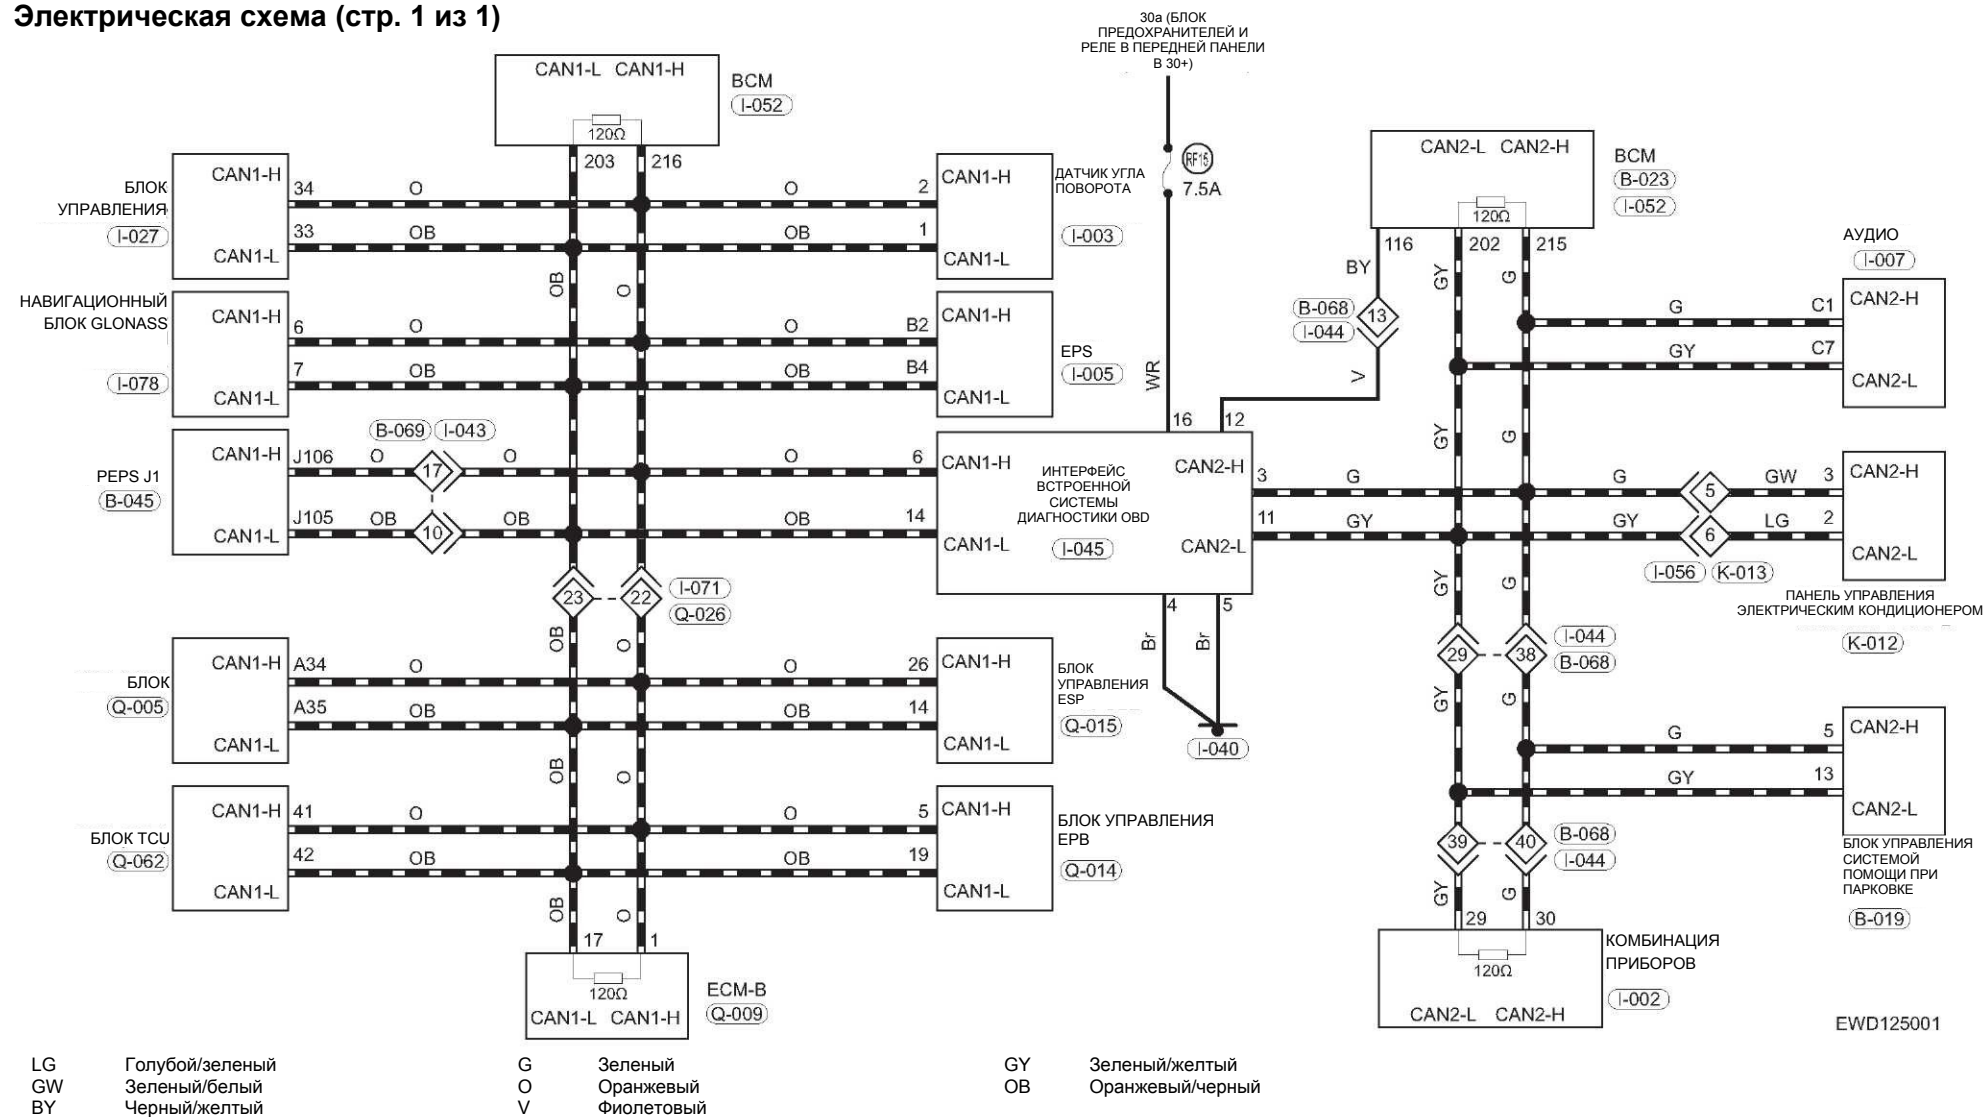 Электрическая схема (стр. 1 из 1)
30a (БЛОК
ПРЕДОХРАНИТЕЛЕЙ И
РЕЛЕ В ПЕРЕДНЕЙ ПАНЕЛИ
В 30+)
CAN1-L CAN1-H
BCM
I-052
120Ω
203 216
RF15
7.5A
CAN2-L CAN2-H
BCM
B-023
I-052
120Ω
116 202 215
БЛОК
УПРАВЛЕНИЯ
I-027
CAN1-H
34 O O 2
CAN1-H
ДАТЧИК УГЛА
ПОВОРОТА
33 OB OB 1
CAN1-L
CAN1-L
I-003
OB O
НАВИГАЦИОННЫЙ
БЛОК GLONASS
I-078
CAN1-H
6 O O B2
CAN1-H
7 OB OB B4
CAN1-L
CAN1-L
EPS
I-005
BY
B-068
I-044
13
V
GY G
АУДИО
I-007
G C1
CAN2-H
GY C7
CAN2-L
WR
16 12
GY G
PEPS J1
B-045
B-069 I-043
CAN1-H
J106 O 17 O O 6
CAN1-H
J105 OB 10 OB OB 14
CAN1-L
CAN1-L
ИНТЕРФЕЙС
ВСТРОЕННОЙ
СИСТЕМЫ
ДИАГНОСТИКИ OBD
I-045
CAN2-H
CAN2-L
3 G G 5 GW 3
CAN2-H
11 GY GY 6 LG 2
CAN2-L
I-056 K-013
ПАНЕЛЬ УПРАВЛЕНИЯ
ЭЛЕКТРИЧЕСКИМ КОНДИЦИОНЕРОМ
K-012
23 22
I-071
Q-026
OB O
4 5
Br Br
I-040
GY G
29 38
I-044
B-068
GY G
БЛОК
Q-005
CAN1-H
A34 O O 26
CAN1-H
A35 OB OB 14
CAN1-L
CAN1-L
БЛОК
УПРАВЛЕНИЯ
ESP
Q-015
OB O
G 5
CAN2-H
GY 13
CAN2-L
БЛОК УПРАВЛЕНИЯ
СИСТЕМОЙ
ПОМОЩИ ПРИ
ПАРКОВКЕ
B-019
БЛОК TCU
Q-062
CAN1-H
41 O O 5
CAN1-H
42 OB OB 19
CAN1-L
CAN1-L
БЛОК УПРАВЛЕНИЯ
EPB
Q-014
39 40
B-068
I-044
GY G
OB O
17 1
120Ω
CAN1-L CAN1-H
ECM-B
Q-009
29 30
120Ω
CAN2-L CAN2-H
КОМБИНАЦИЯ
ПРИБОРОВ
I-002
EWD125001
LG Голубой/зеленый G Зеленый GY Зеленый/желтый
GW Зеленый/белый O Оранжевый OB Оранжевый/черный
BY Черный/желтый V Фиолетовый